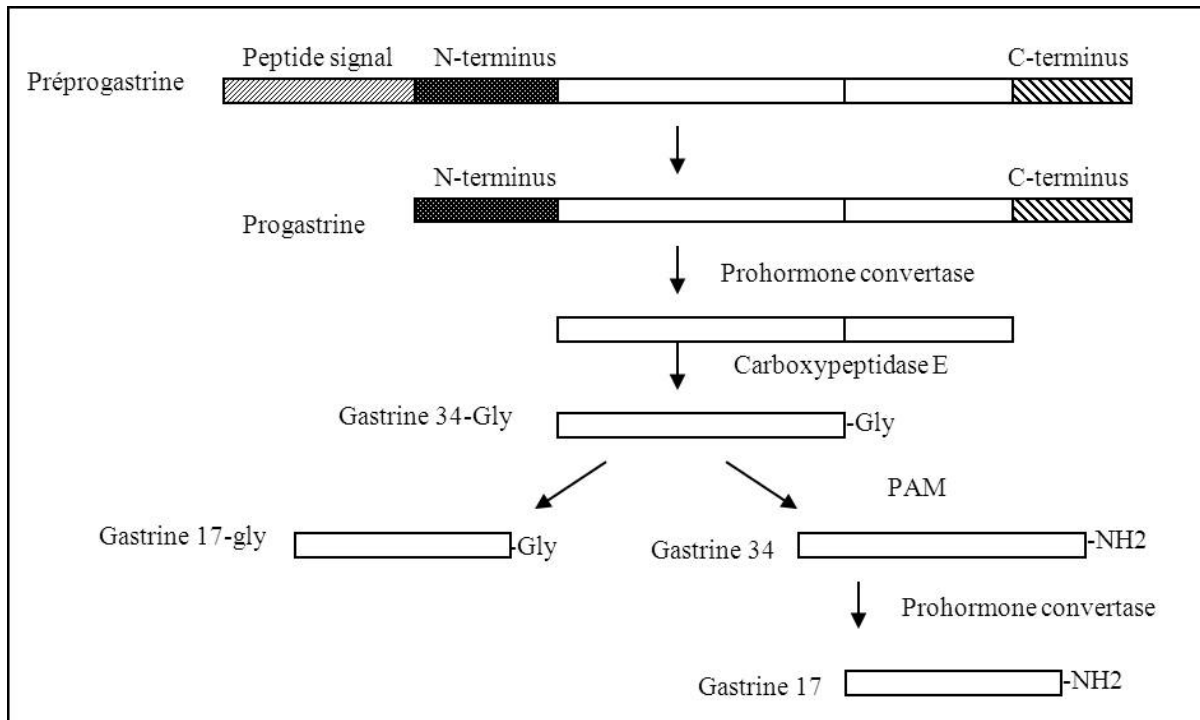 Peptide signal N-terminus C-terminus
Préprogastrine
N-terminus C-terminus
Progastrine
Prohormone convertase
Carboxypeptidase E
Gastrine 34-Gly -Gly
PAM
Gastrine 17-gly -Gly Gastrine 34 -NH2
Prohormone convertase
Gastrine 17 -NH2